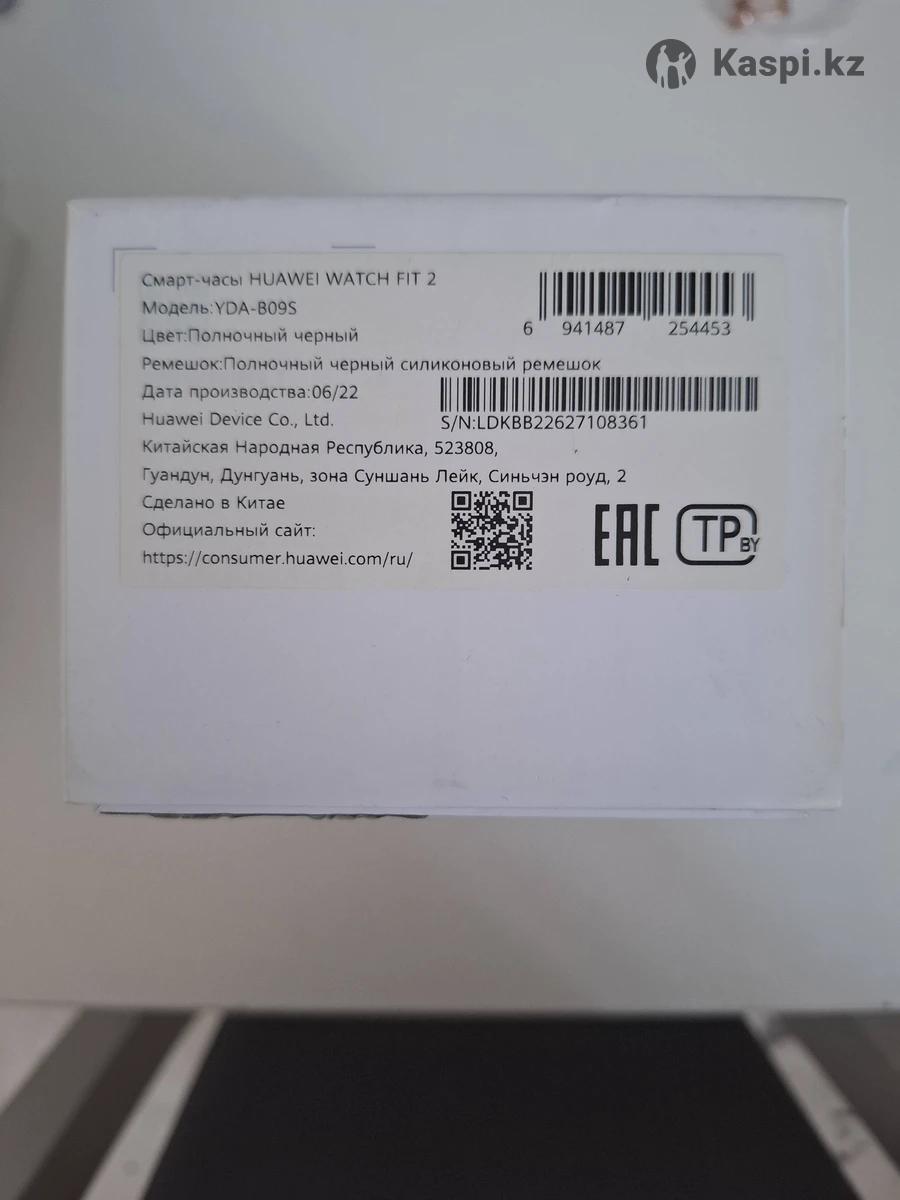 Kaspi.kz
Смарт-часы HUAWEI WATCH FIT 2
Модель:YDA-B09S
Цвет:Полночный черный
Ремешок:Полночный черный силиконовый ремешок
Дата производства:06/22
Huawei Device Co., Ltd.
Китайская Народная Республика, 523808,
Гуандун, Дунгуань, зона Суншань Лейк, Синьчэн роуд, 2
Сделано в Китае
Официальный сайт:
https://consumer.huawei.com/ru/
6 941487 254453
S/N:LDKBB22627108361
EAC TP BY